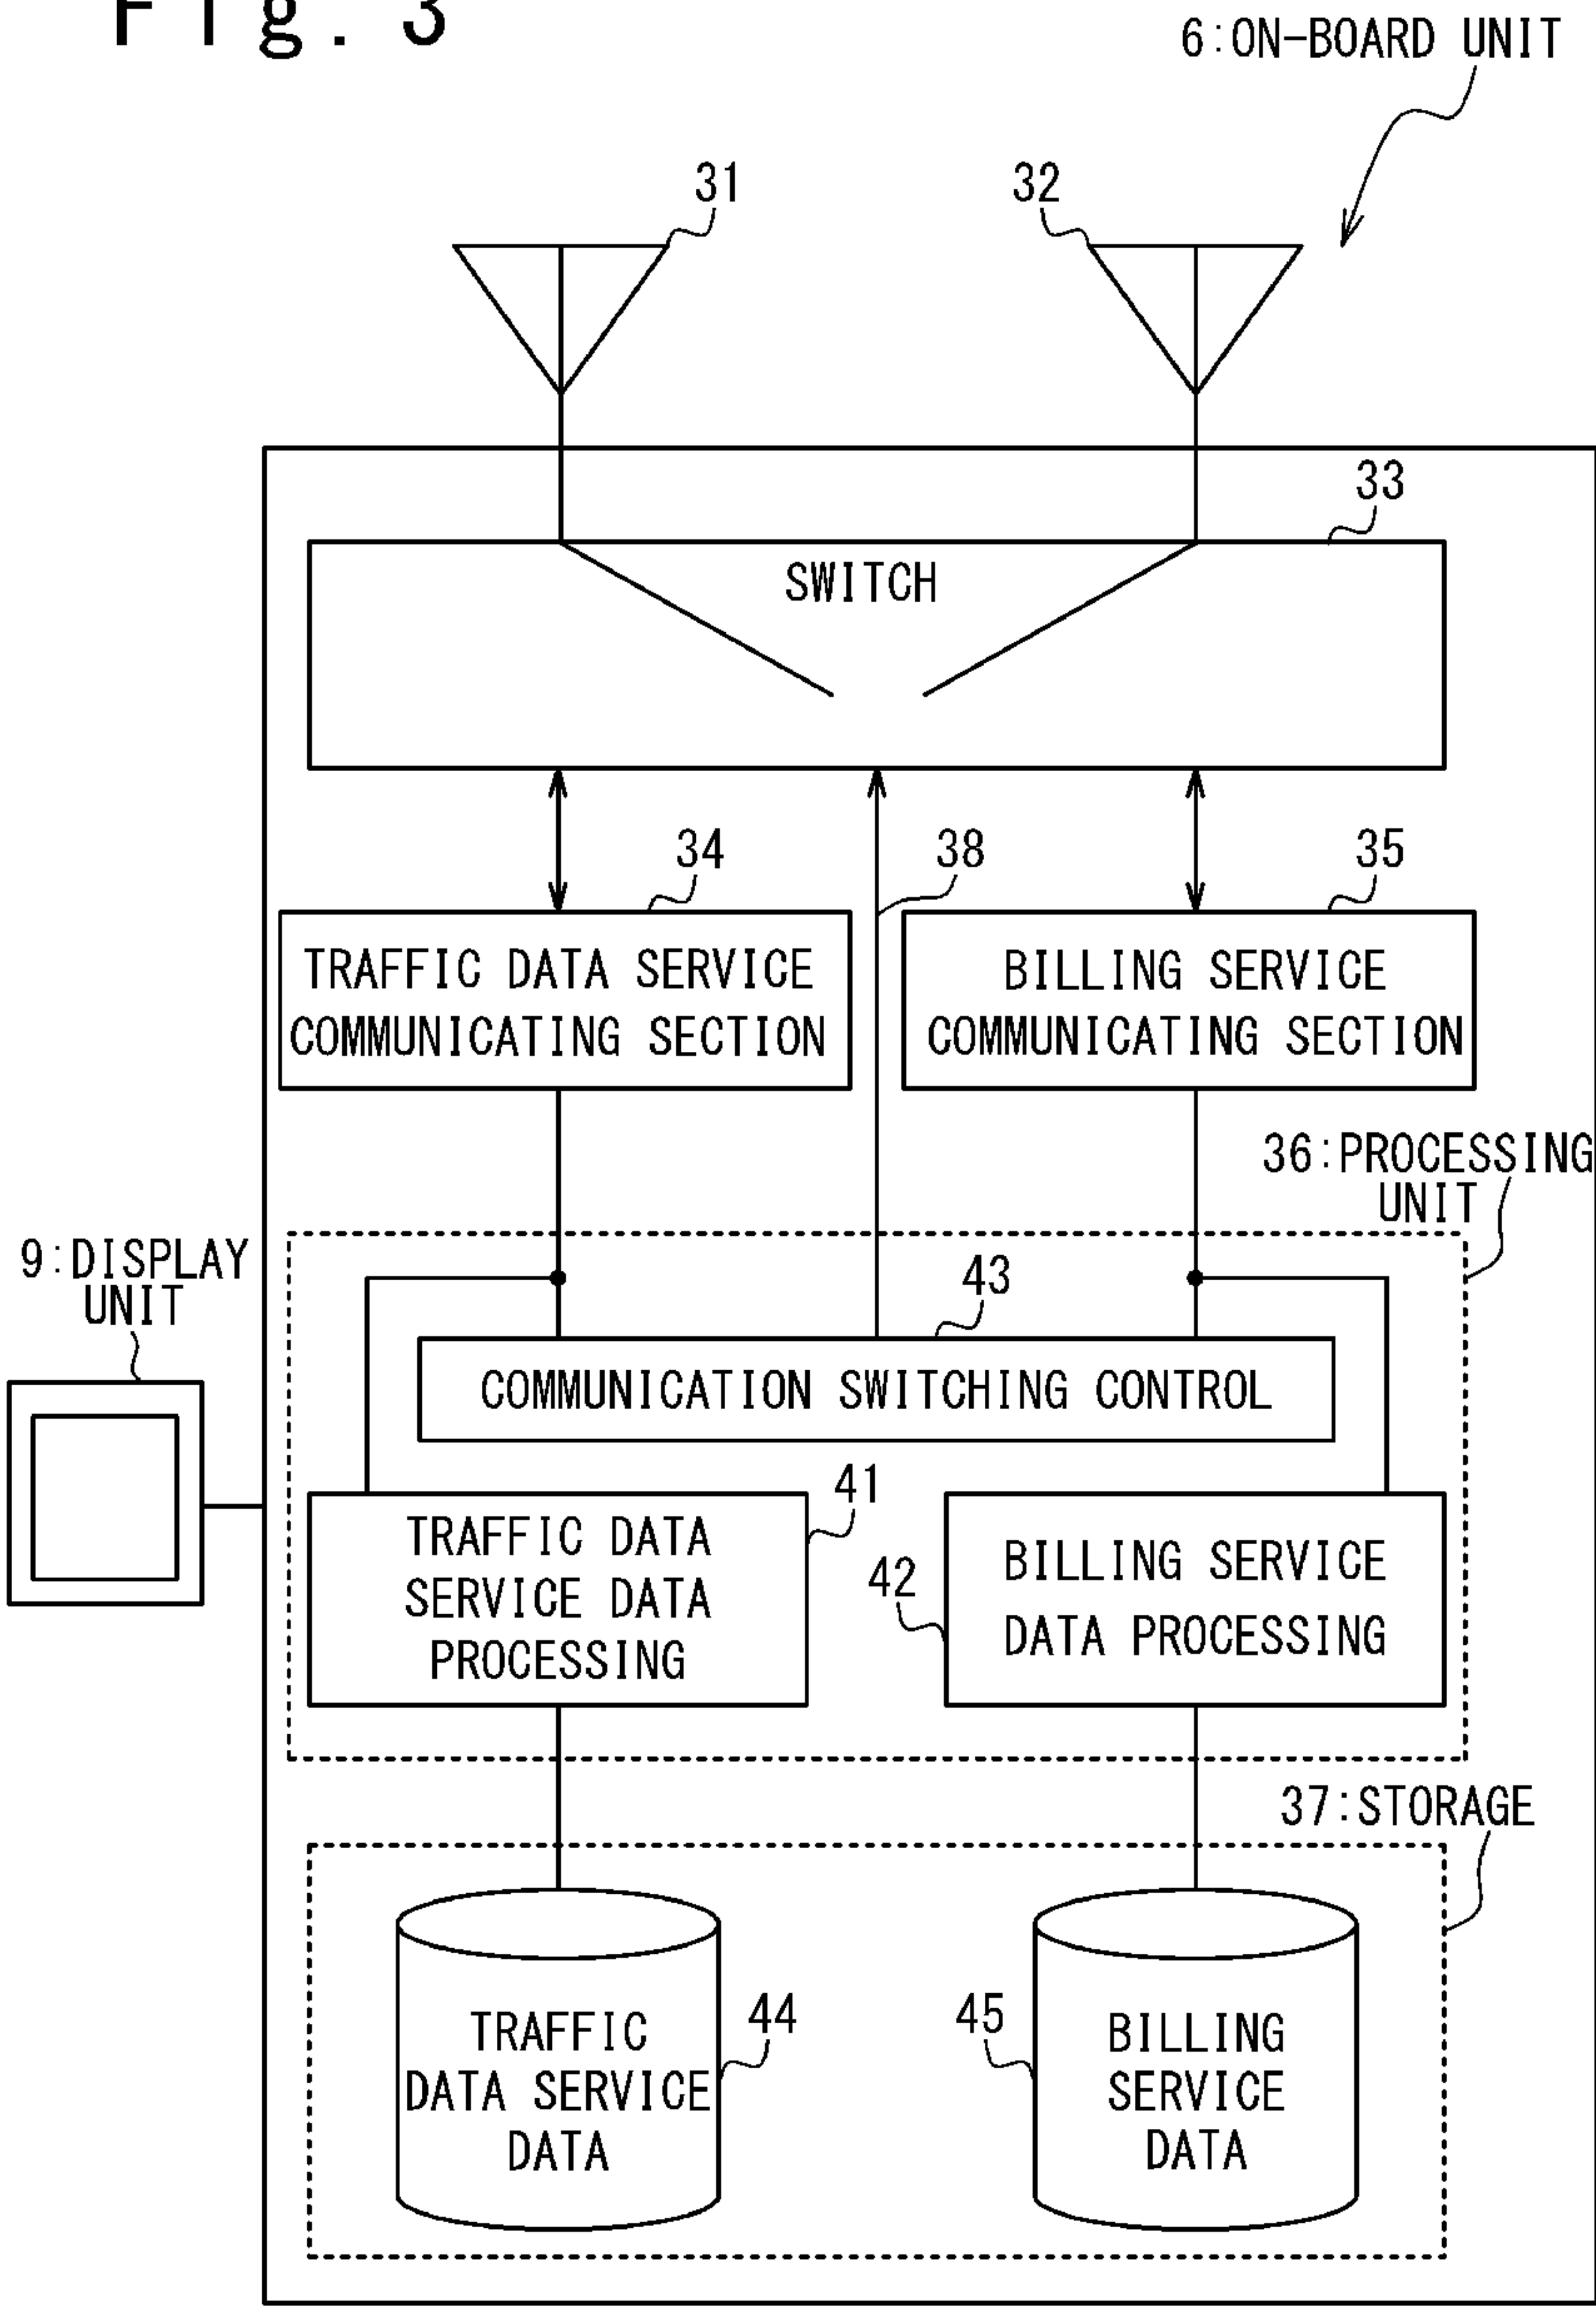 Fig. 3
6:ON-BOARD UNIT
31
32
33
SWITCH
34
38
35
TRAFFIC DATA SERVICE
COMMUNICATING SECTION
BILLING SERVICE
COMMUNICATING SECTION
36:PROCESSING
UNIT
9:DISPLAY
UNIT
43
COMMUNICATION SWITCHING CONTROL
41
TRAFFIC DATA
SERVICE DATA
PROCESSING
42
BILLING SERVICE
DATA PROCESSING
37:STORAGE
44
TRAFFIC
DATA SERVICE
DATA
45
BILLING
SERVICE
DATA